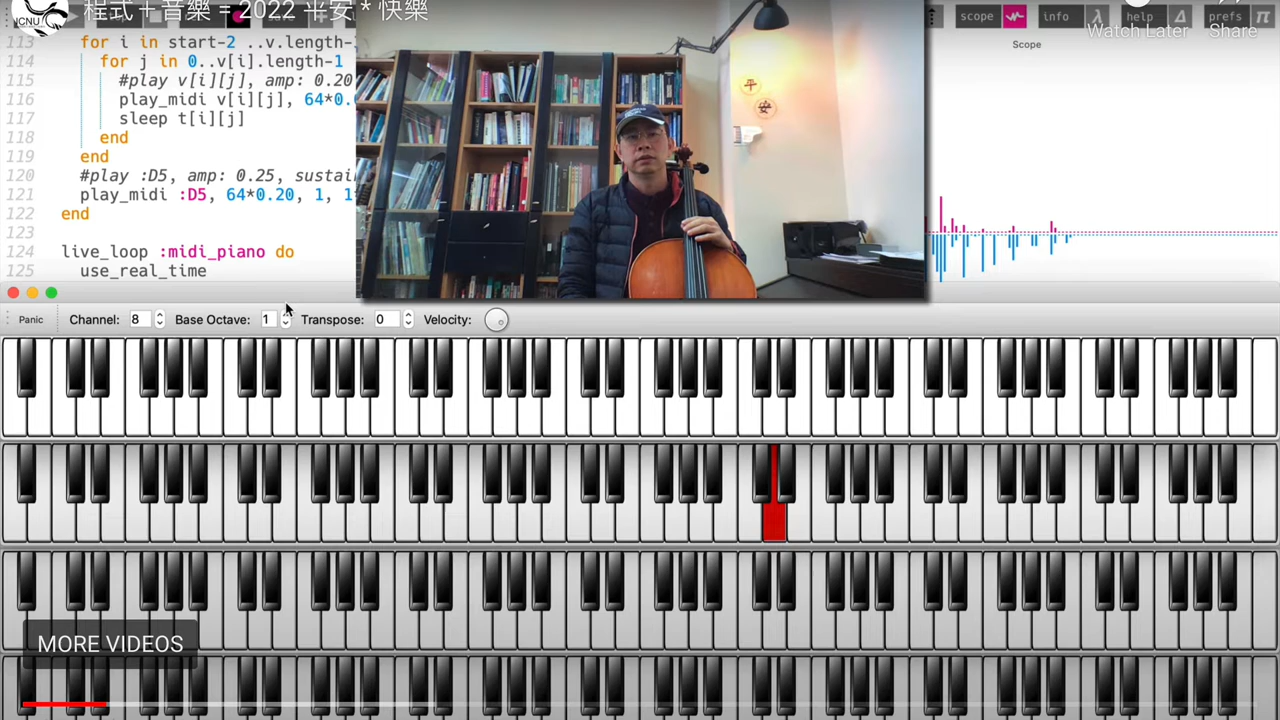 程式＋音樂 = 2022 平安 * 快樂
ICNU
scope
info
help
prefs
Watch Later
Share
Scope
113 for i in start-2 ..v.length-
114 for j in 0..v[i].length-1
115 #play v[i][j], amp: 0.20
116 play_midi v[i][j], 64*0.
117 sleep t[i][j]
118 end
119 end
120 #play :D5, amp: 0.25, sustai
121 play_midi :D5, 64*0.20, 1, 1
122 end
123
124 live_loop :midi_piano do
125 use_real_time
平
安
Panic Channel: 8 Base Octave: 1 Transpose: 0 Velocity:
MORE VIDEOS